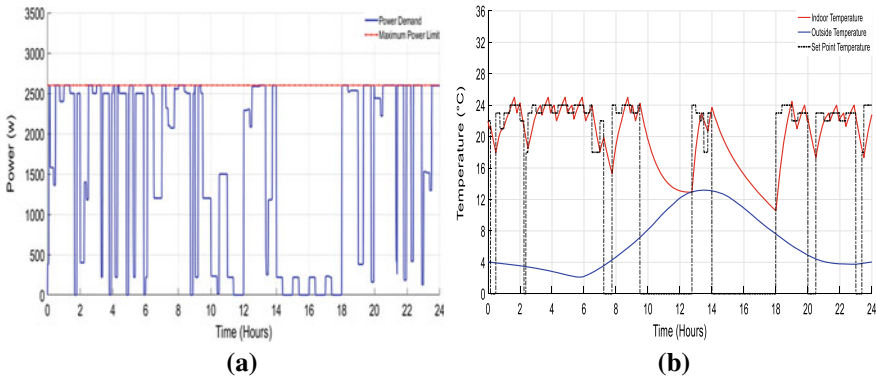 3500
3000
2500
2000
1500
1000
500
0
Power (w)
0 2 4 6 8 10 12 14 16 18 20 22 24
Time (Hours)
Power Demand
Maximum Power Limit
(a)
36
32
28
24
20
16
12
8
4
0
Temperature (°C)
0 2 4 6 8 10 12 14 16 18 20 22 24
Time (Hours)
Indoor Temperature
Outside Temperature
Set Point Temperature
(b)